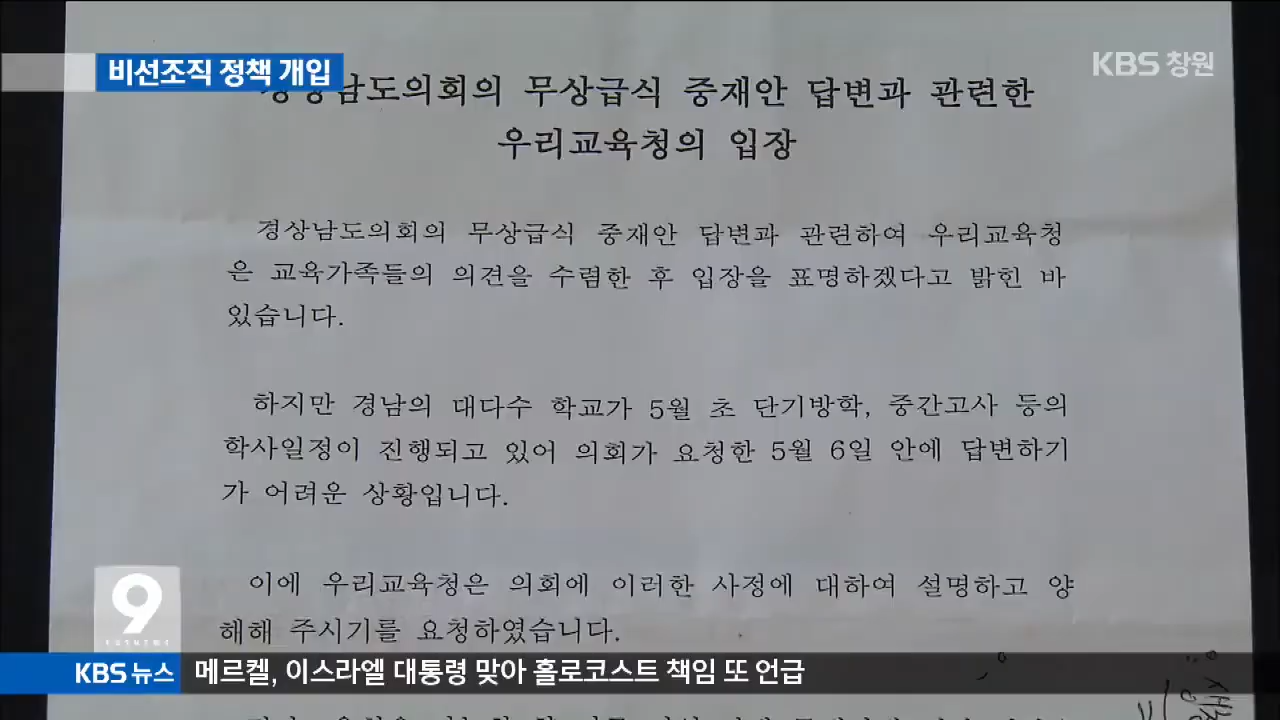 비선조직 정책 개입
KBS 창원
경상남도의회의 무상급식 중재안 답변과 관련한
우리교육청의 입장
경상남도의회의 무상급식 중재안 답변과 관련하여 우리교육청
은 교육가족들의 의견을 수렴한 후 입장을 표명하겠다고 밝힌 바
있습니다.
하지만 경남의 대다수 학교가 5월 초 단기방학, 중간고사 등의
학사일정이 진행되고 있어 의회가 요청한 5월 6일 안에 답변하기
가 어려운 상황입니다.
이에 우리교육청은 의회에 이러한 사정에 대하여 설명하고 양
해해 주시기를 요청하였습니다.
9
KBS 뉴스
메르켈, 이스라엘 대통령 맞아 홀로코스트 책임 또 언급